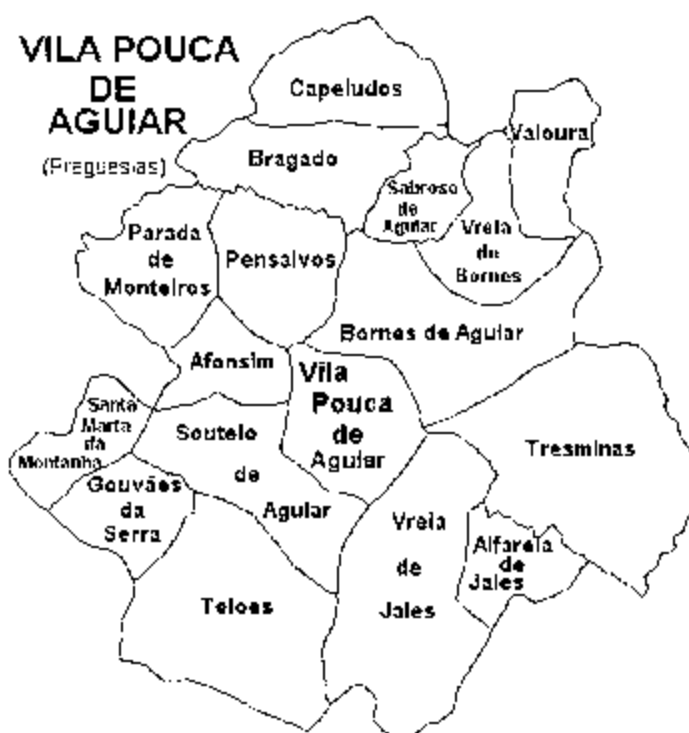 VILA POUCA
DE
AGUIAR
(Freguesias)
Capeludos
Valoura
Bragado
Sabroso
de
Aguiar
Vreia
de
Bornes
Parada
de
Monteiros
Pensalvos
Bornes de Aguiar
Afonsim
Vila
Pouca
de
Aguiar
Santa
Marta
da
Montanha
Soutelo
de
Aguiar
Tresminas
Gouvães
da
Serra
Vreia
de
Jales
Alfarela
de
Jales
Teloes